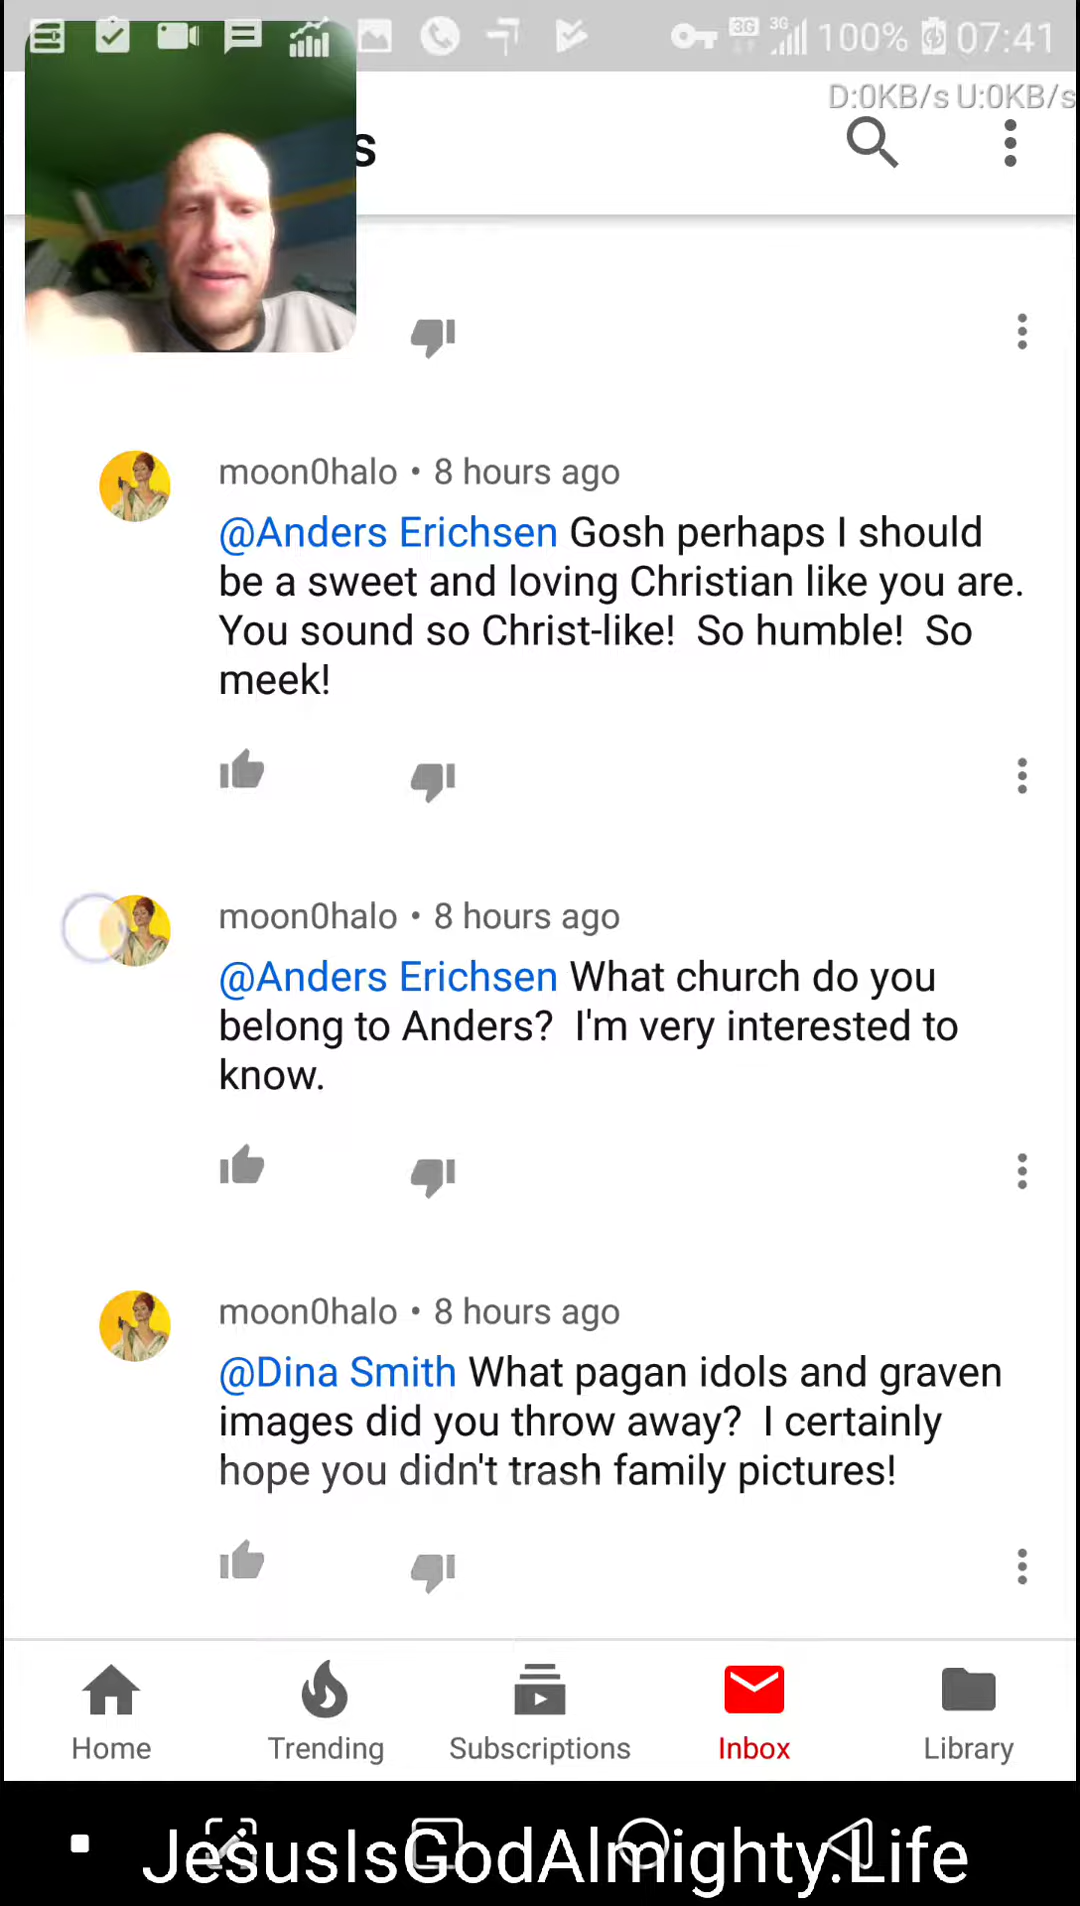 3G 3G 100% 07:41
D:0KB/s U:0KB/s
s
moon0halo • 8 hours ago
@Anders Erichsen Gosh perhaps I should
be a sweet and loving Christian like you are.
You sound so Christ-like!  So humble!  So
meek!
moon0halo • 8 hours ago
@Anders Erichsen What church do you
belong to Anders?  I'm very interested to
know.
moon0halo • 8 hours ago
@Dina Smith What pagan idols and graven
images did you throw away?  I certainly
hope you didn't trash family pictures!
Home Trending Subscriptions Inbox Library
JesusIsGodAlmighty.Life